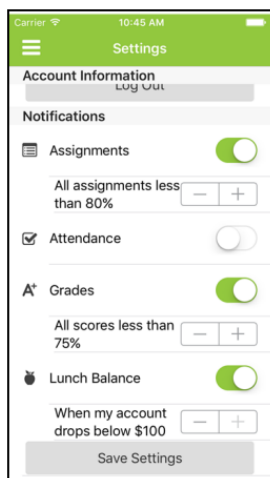 Carrier 10:45 AM
Settings
Account Information
Log Out
Notifications
Assignments
All assignments less
than 80%
Attendance
A+ Grades
All scores less than
75%
Lunch Balance
When my account
drops below $100
Save Settings